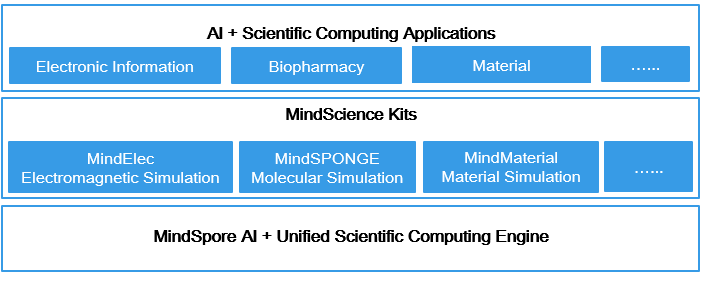 AI + Scientific Computing Applications
Electronic Information
Biopharmacy
Material
…...
MindScience Kits
MindElec
Electromagnetic Simulation
MindSPONGE
Molecular Simulation
MindMaterial
Material Simulation
…...
MindSpore AI + Unified Scientific Computing Engine